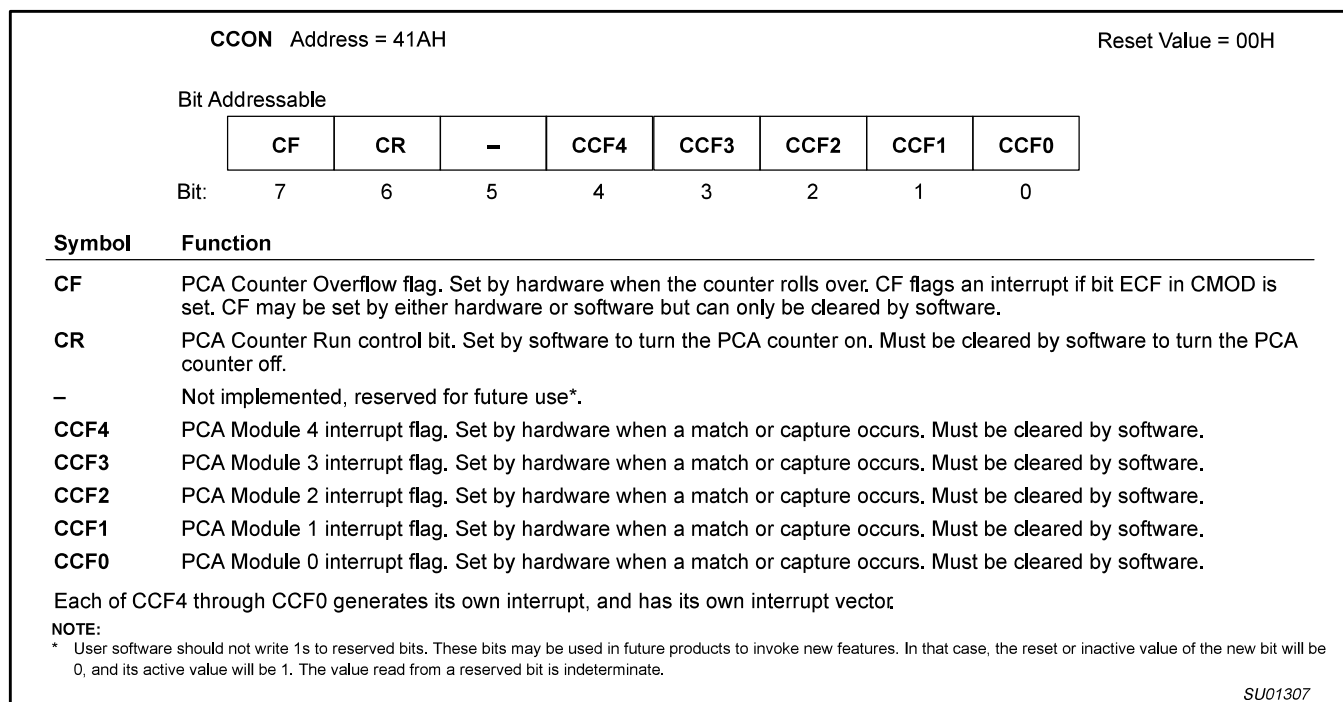 CCON Address = 41AH Reset Value = 00H
Bit Addressable
CF CR – CCF4 CCF3 CCF2 CCF1 CCF0
Bit: 7 6 5 4 3 2 1 0
Symbol Function
CF PCA Counter Overflow flag. Set by hardware when the counter rolls over. CF flags an interrupt if bit ECF in CMOD is
set. CF may be set by either hardware or software but can only be cleared by software.
CR PCA Counter Run control bit. Set by software to turn the PCA counter on. Must be cleared by software to turn the PCA
counter off.
– Not implemented, reserved for future use*.
CCF4 PCA Module 4 interrupt flag. Set by hardware when a match or capture occurs. Must be cleared by software.
CCF3 PCA Module 3 interrupt flag. Set by hardware when a match or capture occurs. Must be cleared by software.
CCF2 PCA Module 2 interrupt flag. Set by hardware when a match or capture occurs. Must be cleared by software.
CCF1 PCA Module 1 interrupt flag. Set by hardware when a match or capture occurs. Must be cleared by software.
CCF0 PCA Module 0 interrupt flag. Set by hardware when a match or capture occurs. Must be cleared by software.
Each of CCF4 through CCF0 generates its own interrupt, and has its own interrupt vector.
NOTE:
* User software should not write 1s to reserved bits. These bits may be used in future products to invoke new features. In that case, the reset or inactive value of the new bit will be
0, and its active value will be 1. The value read from a reserved bit is indeterminate.
SU01307